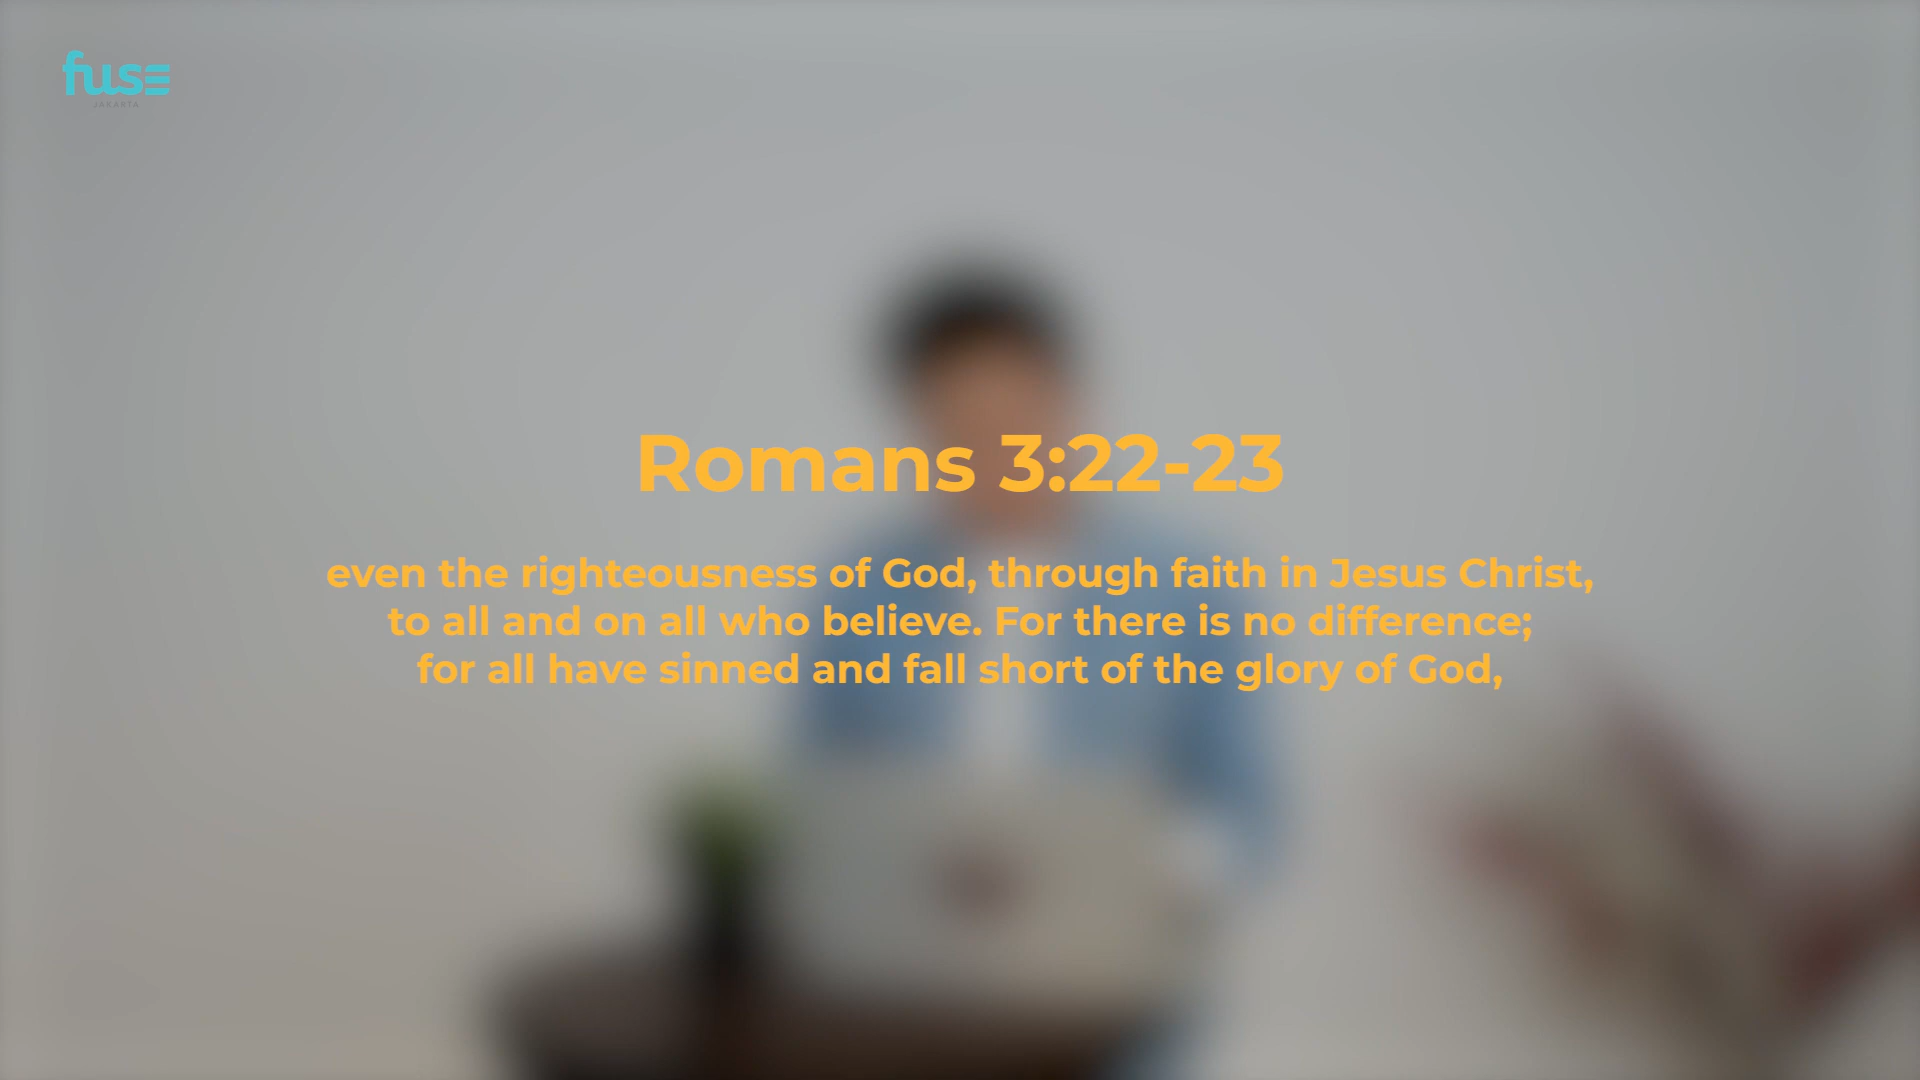 fuse
JAKARTA
Romans 3:22-23
even the righteousness of God, through faith in Jesus Christ,
to all and on all who believe. For there is no difference;
for all have sinned and fall short of the glory of God,